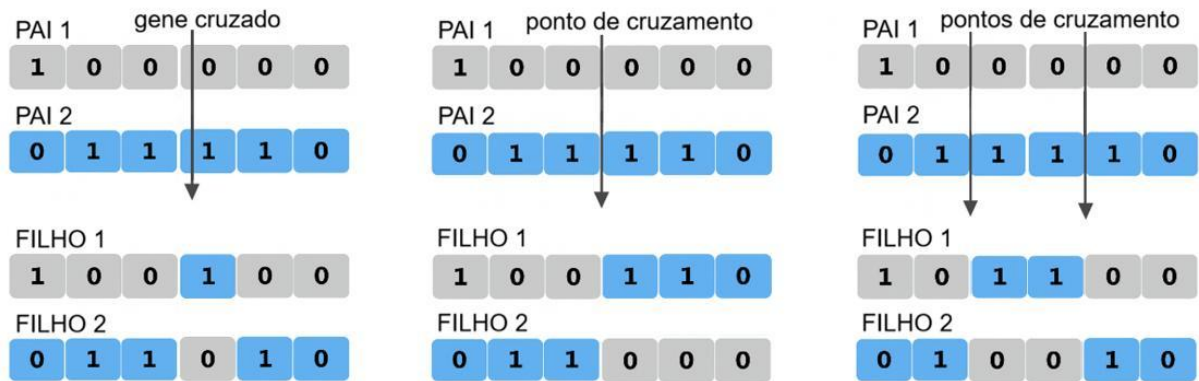 gene cruzado
PAI 1
1 0 0 0 0 0
PAI 2
0 1 1 1 1 0
FILHO 1
1 0 0 1 0 0
FILHO 2
0 1 1 0 1 0
ponto de cruzamento
PAI 1
1 0 0 0 0 0
PAI 2
0 1 1 1 1 0
FILHO 1
1 0 0 1 1 0
FILHO 2
0 1 1 0 0 0
pontos de cruzamento
PAI 1
1 0 0 0 0 0
PAI 2
0 1 1 1 1 0
FILHO 1
1 0 1 1 0 0
FILHO 2
0 1 0 0 1 0